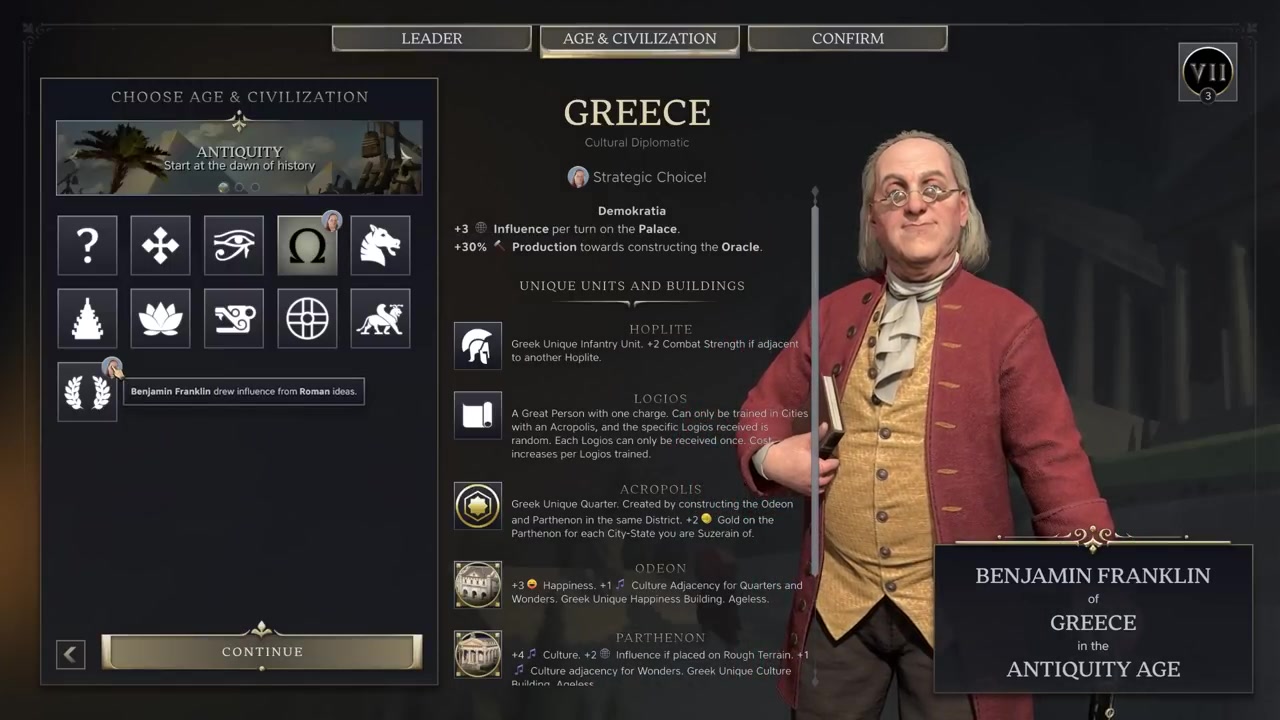 LEADER
AGE & CIVILIZATION
CONFIRM
VII
3
CHOOSE AGE & CIVILIZATION
ANTIQUITY
Start at the dawn of history
?
Ω
Benjamin Franklin drew influence from Roman ideas.
CONTINUE
GREECE
Cultural Diplomatic
Strategic Choice!
Demokratia
+3 Influence per turn on the Palace.
+30% Production towards constructing the Oracle.
UNIQUE UNITS AND BUILDINGS
HOPLITE
Greek Unique Infantry Unit. +2 Combat Strength if adjacent
to another Hoplite.
LOGIOS
A Great Person with one charge. Can only be trained in Cities
with an Acropolis, and the specific Logios received is
random. Each Logios can only be received once. Cost
increases per Logios trained.
ACROPOLIS
Greek Unique Quarter. Created by constructing the Odeon
and Parthenon in the same District. +2 Gold on the
Parthenon for each City-State you are Suzerain of.
ODEON
+3 Happiness. +1 Culture Adjacency for Quarters and
Wonders. Greek Unique Happiness Building. Ageless.
PARTHENON
+4 Culture. +2 Influence if placed on Rough Terrain. +1
Culture adjacency for Wonders. Greek Unique Culture
Building. Ageless.
BENJAMIN FRANKLIN
of
GREECE
in the
ANTIQUITY AGE